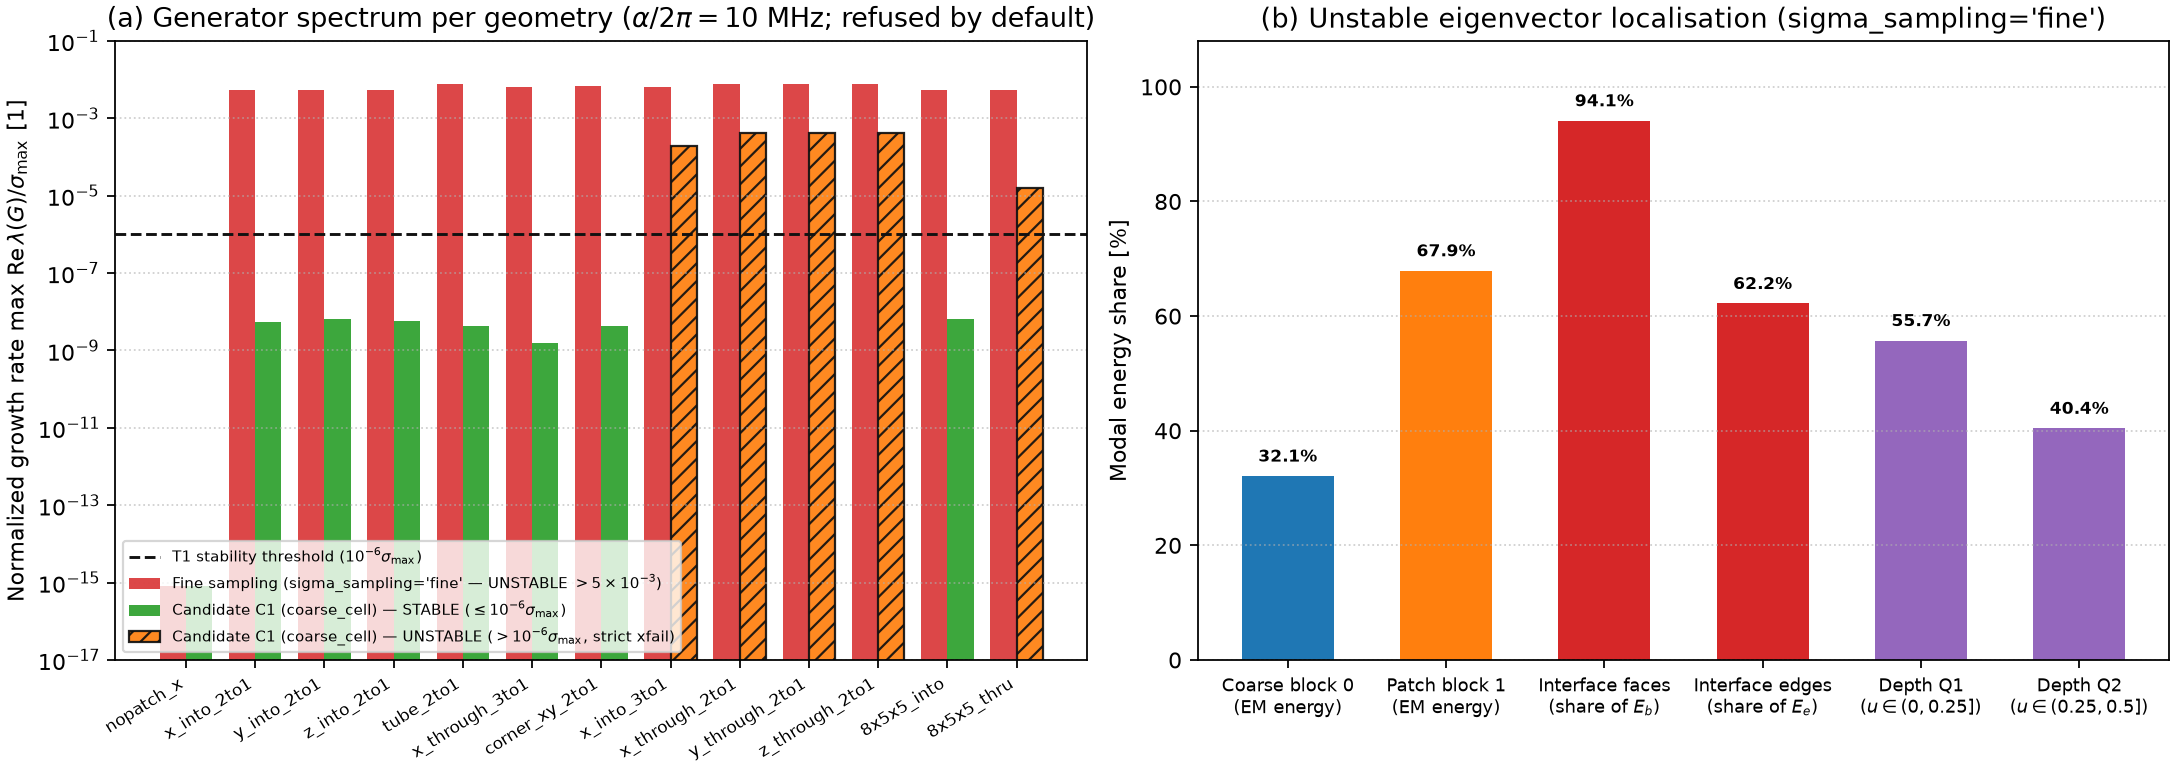 (a) Generator spectrum per geometry (α/2π = 10 MHz; refused by default)
Normalized growth rate max Re λ(G)/σ_max [1]
10⁻¹
10⁻³
10⁻⁵
10⁻⁷
10⁻⁹
10⁻¹¹
10⁻¹³
10⁻¹⁵
10⁻¹⁷
T1 stability threshold (10⁻⁶σ_max)
Fine sampling (sigma_sampling='fine' — UNSTABLE > 5 × 10⁻³)
Candidate C1 (coarse_cell) — STABLE (≤ 10⁻⁶σ_max)
Candidate C1 (coarse_cell) — UNSTABLE (> 10⁻⁶σ_max, strict xfail)
nopatch_x
x_into_2to1
y_into_2to1
z_into_2to1
tube_2to1
x_through_3to1
corner_xy_2to1
x_into_3to1
x_through_2to1
y_through_2to1
z_through_2to1
8x5x5_into
8x5x5_thru
(b) Unstable eigenvector localisation (sigma_sampling='fine')
Modal energy share [%]
100
80
60
40
20
0
32.1%
67.9%
94.1%
62.2%
55.7%
40.4%
Coarse block 0
(EM energy)
Patch block 1
(EM energy)
Interface faces
(share of E_b)
Interface edges
(share of E_e)
Depth Q1
(u ∈ (0, 0.25])
Depth Q2
(u ∈ (0.25, 0.5])